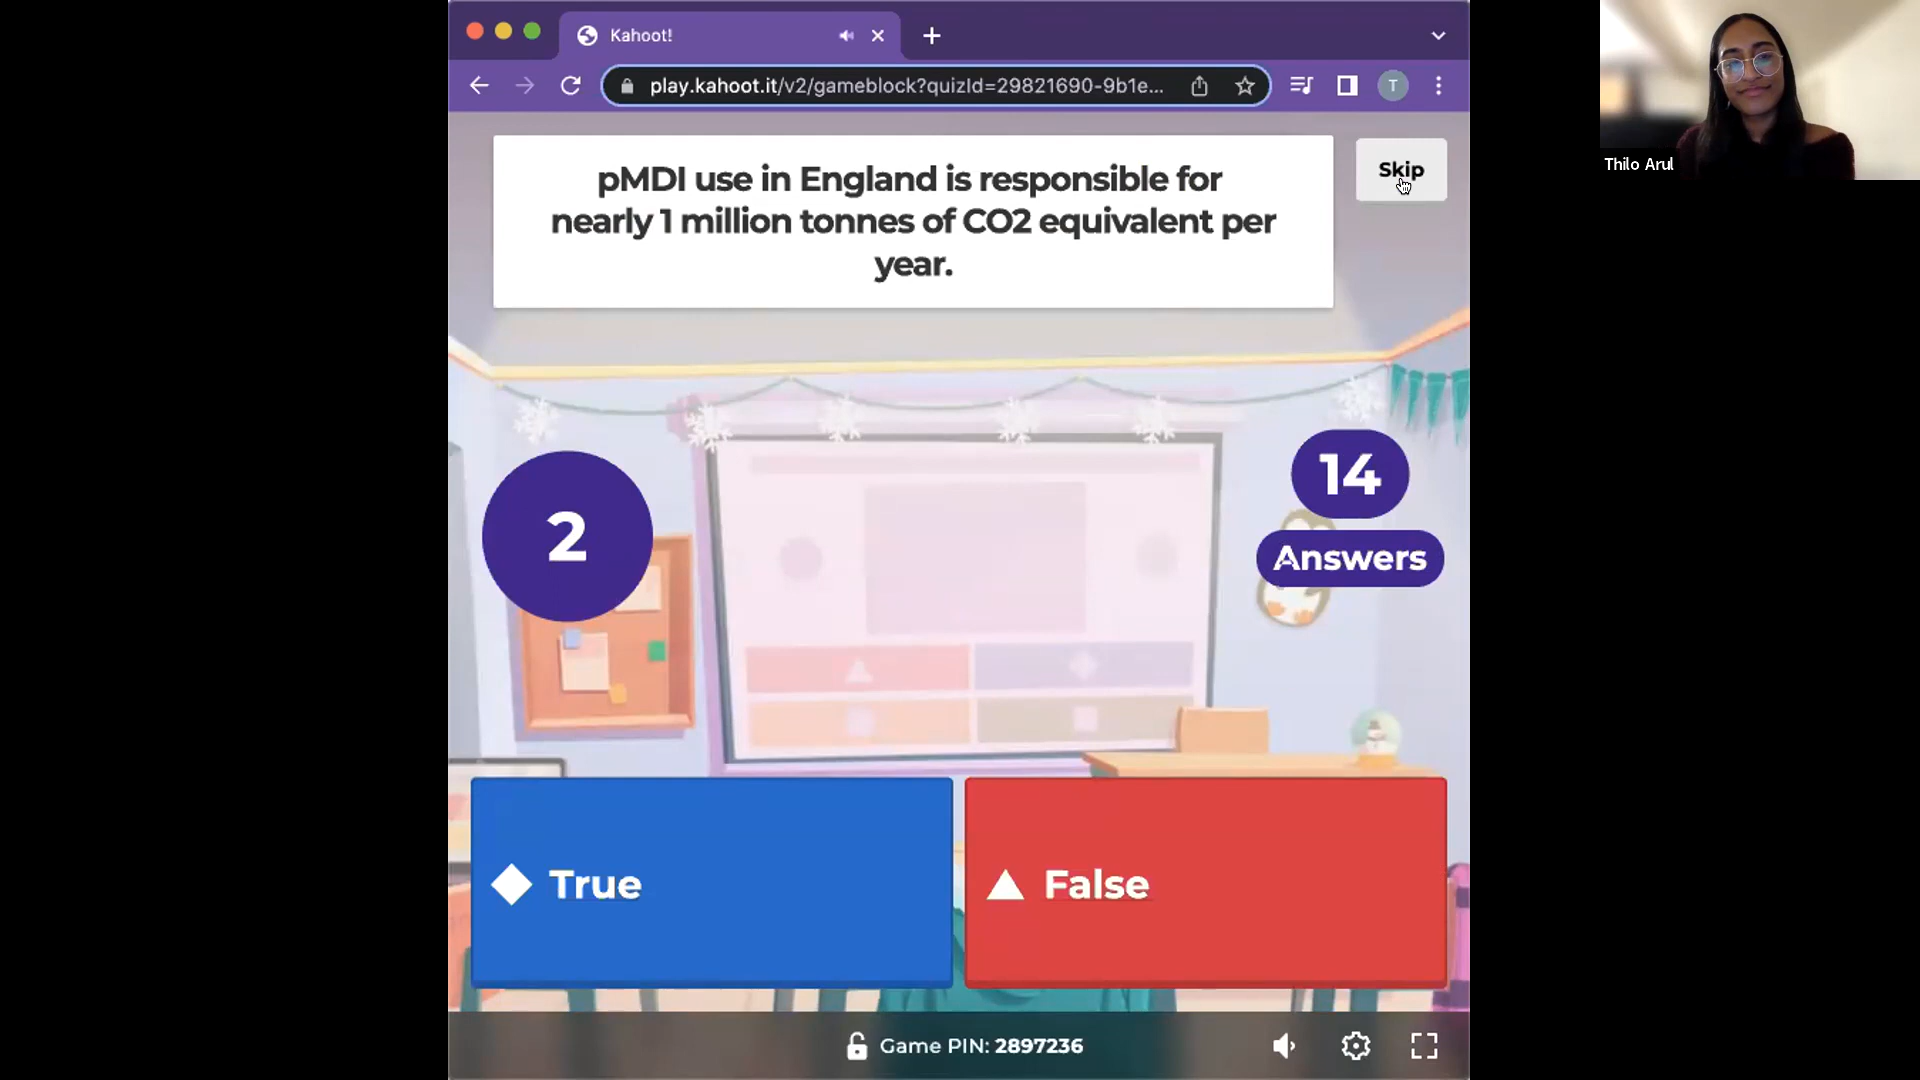 Kahoot!
play.kahoot.it/v2/gameblock?quizId=29821690-9b1e...
T
pMDI use in England is responsible for
nearly 1 million tonnes of CO2 equivalent per
year.
Skip
Thilo Arul
2
14
Answers
True
False
Game PIN: 2897236